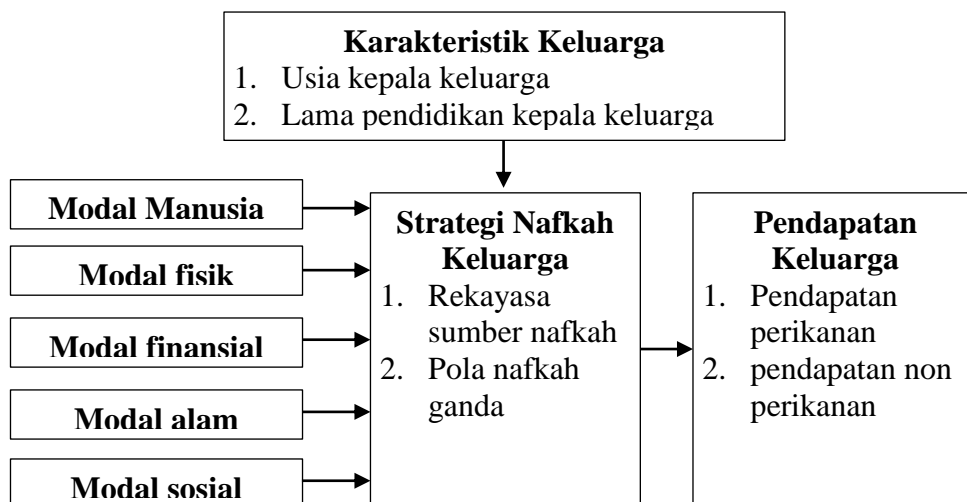 Karakteristik Keluarga
1. Usia kepala keluarga
2. Lama pendidikan kepala keluarga
Modal Manusia
Modal fisik
Modal finansial
Modal alam
Modal sosial
Strategi Nafkah
Keluarga
1. Rekayasa
sumber nafkah
2. Pola nafkah
ganda
Pendapatan
Keluarga
1. Pendapatan
perikanan
2. pendapatan non
perikanan